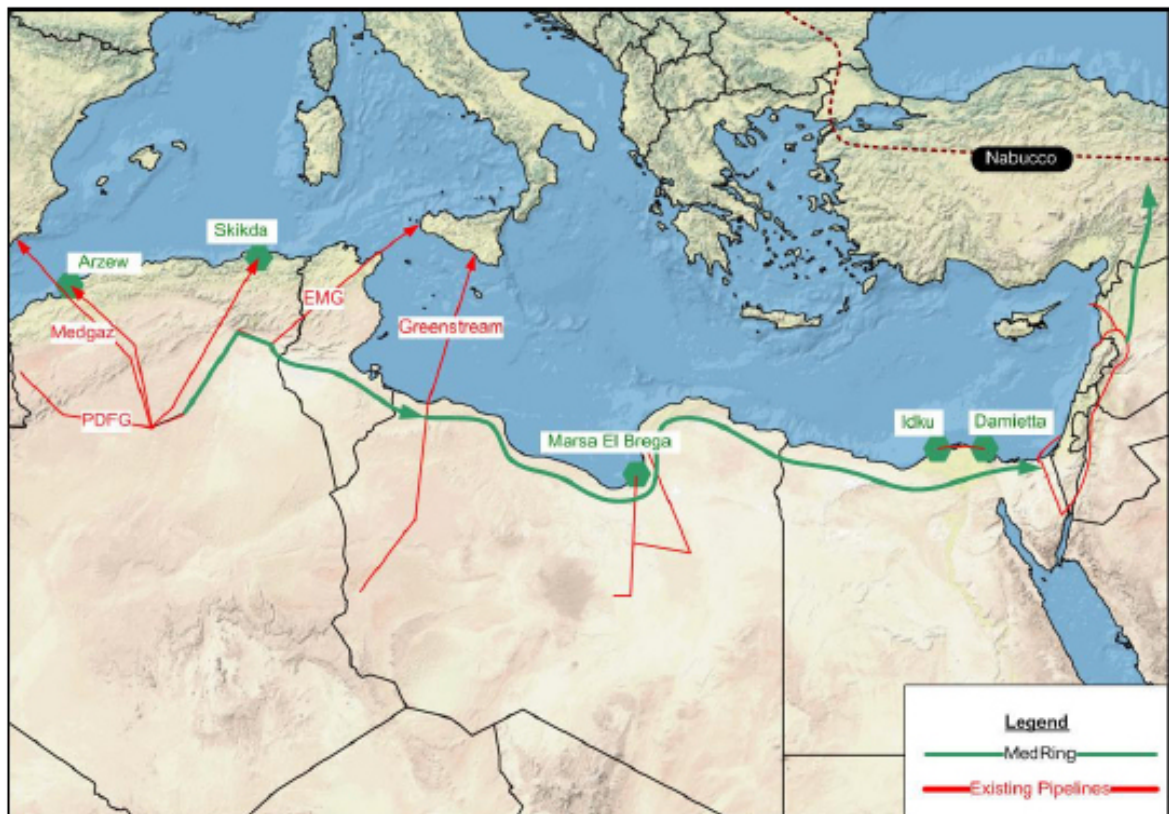 Nabucco
Skikda
Arzew
EMG
Medgaz
Greenstream
PDFG
Idku
Damietta
Marsa El Brega
Legend
MedRing
Existing Pipelines